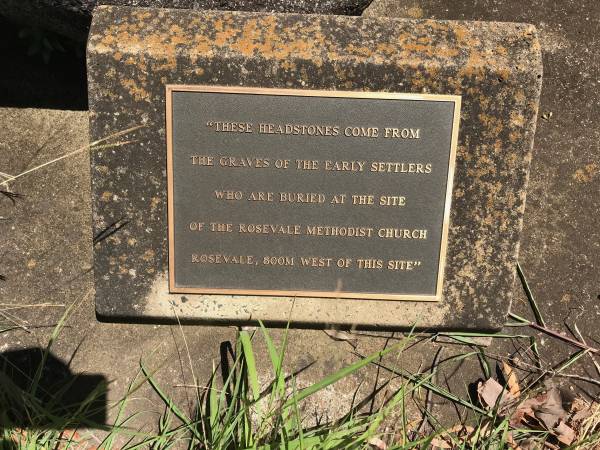 "THESE HEADSTONES COME FROM
THE GRAVES OF THE EARLY SETTLERS
WHO ARE BURIED AT THE SITE
OF THE ROSEVALE METHODIST CHURCH
ROSEVALE, 800M WEST OF THIS SITE"